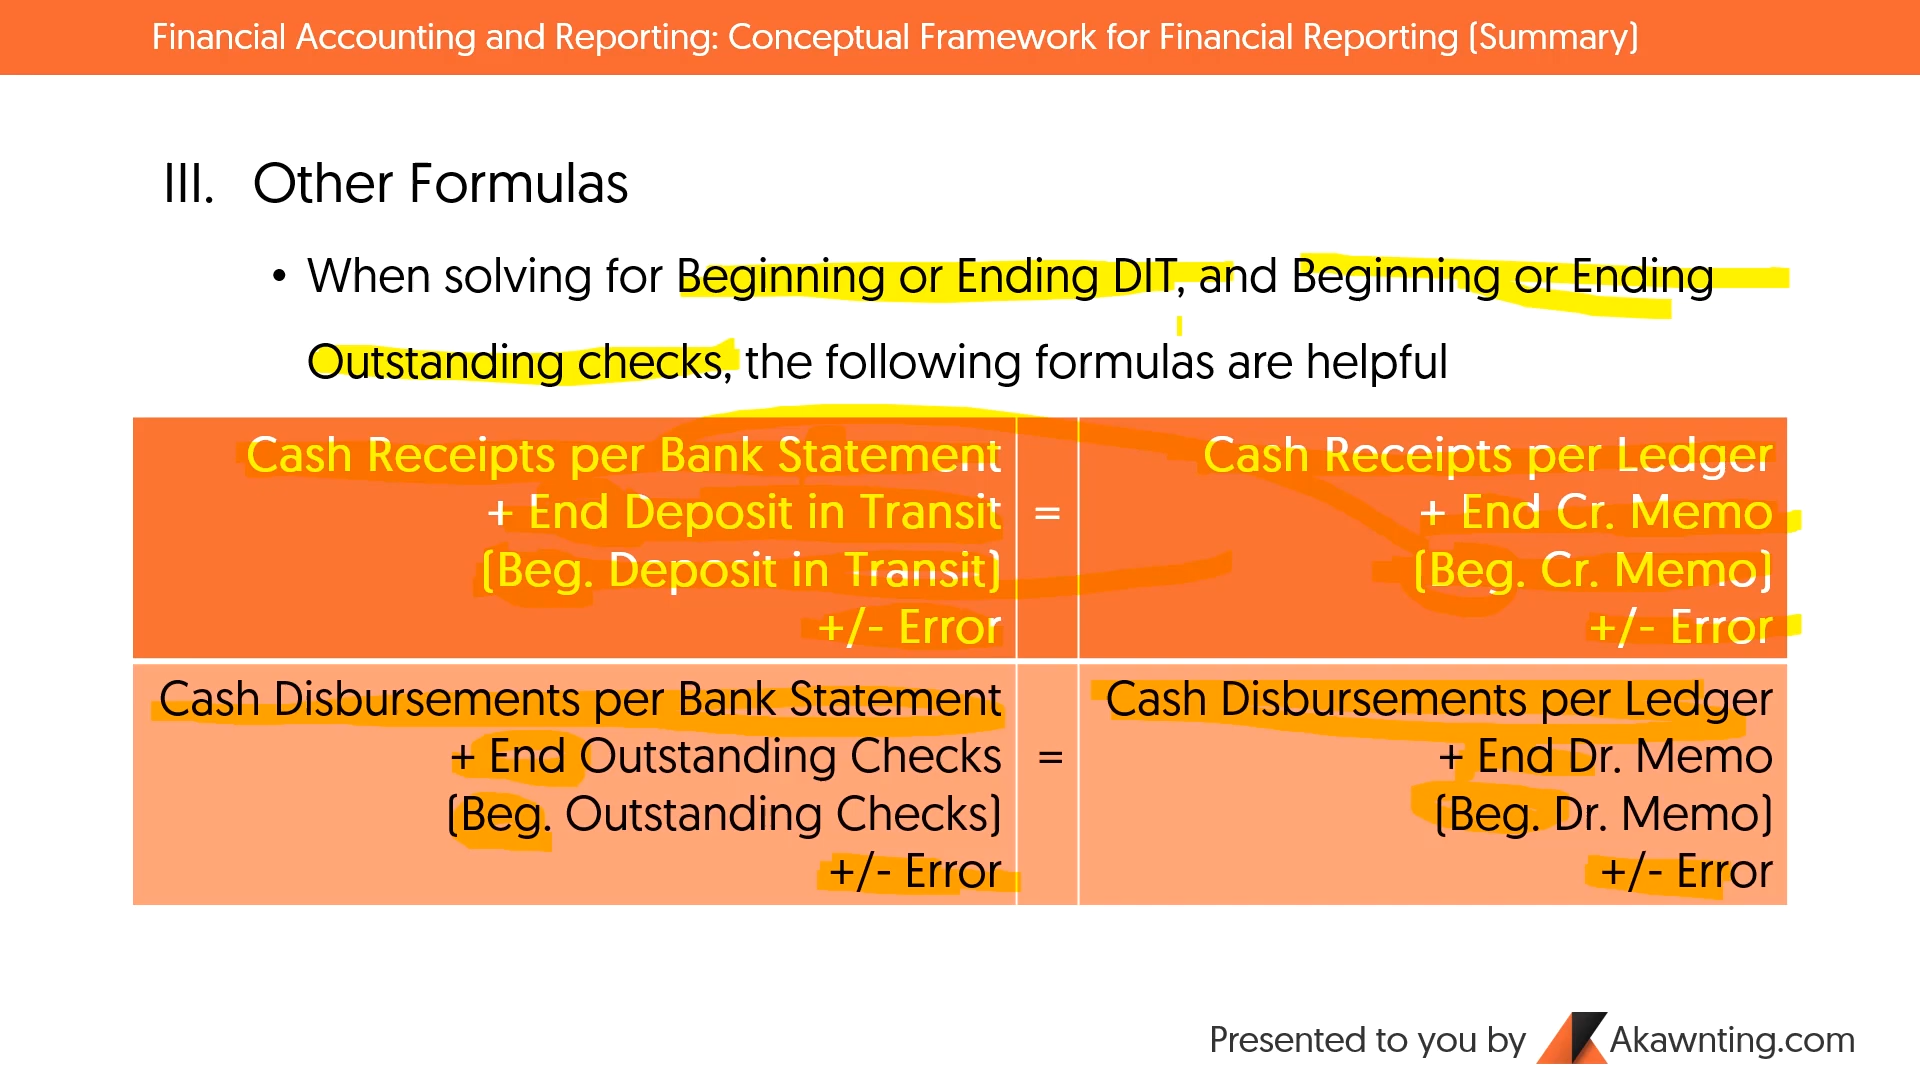 Financial Accounting and Reporting: Conceptual Framework for Financial Reporting (Summary)
III. Other Formulas
• When solving for Beginning or Ending DIT, and Beginning or Ending
Outstanding checks, the following formulas are helpful
Cash Receipts per Bank Statement
+ End Deposit in Transit
(Beg. Deposit in Transit)
+/- Error
=
Cash Receipts per Ledger
+ End Cr. Memo
(Beg. Cr. Memo)
+/- Error
Cash Disbursements per Bank Statement
+ End Outstanding Checks
(Beg. Outstanding Checks)
+/- Error
=
Cash Disbursements per Ledger
+ End Dr. Memo
(Beg. Dr. Memo)
+/- Error
Presented to you by Akawnting.com